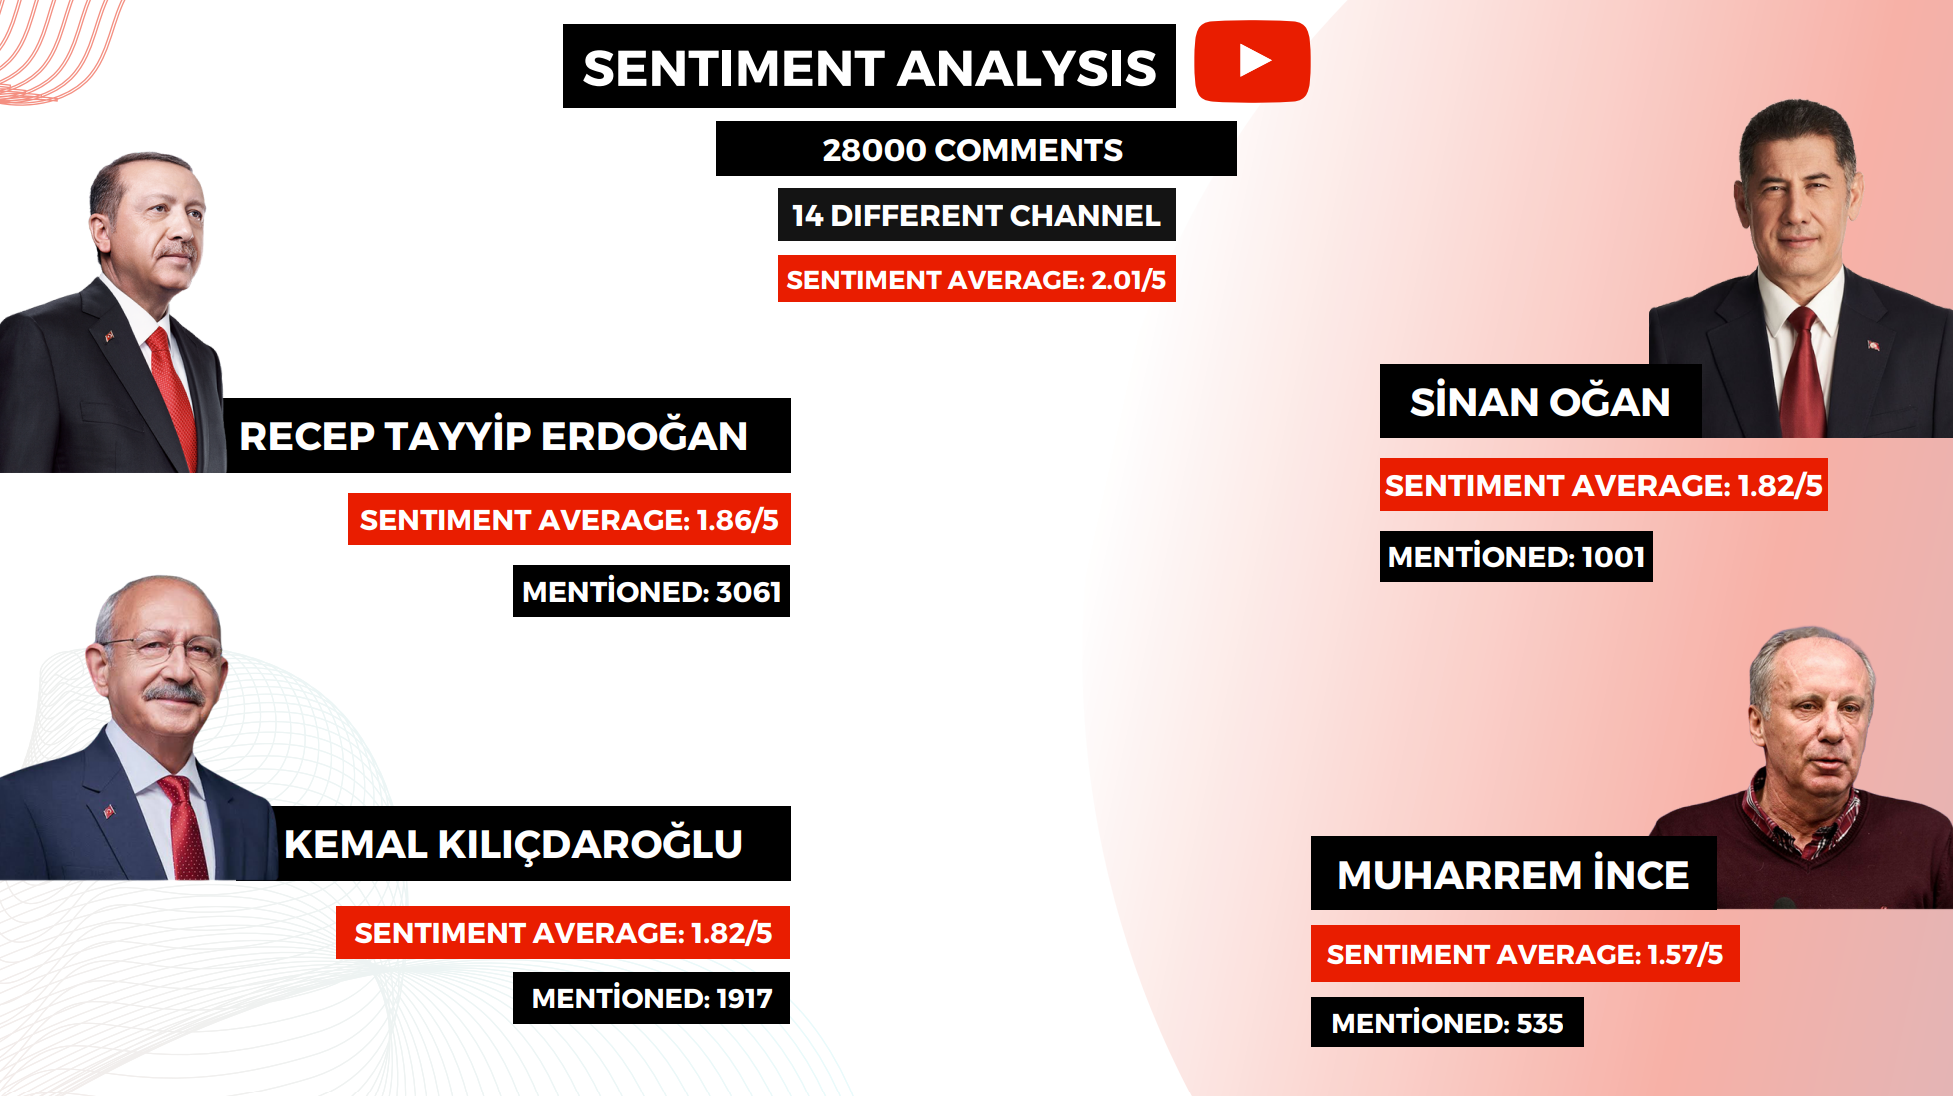 SENTIMENT ANALYSIS
28000 COMMENTS
14 DIFFERENT CHANNEL
SENTIMENT AVERAGE: 2.01/5
RECEP TAYYİP ERDOĞAN
SENTIMENT AVERAGE: 1.86/5
MENTİONED: 3061
KEMAL KILIÇDAROĞLU
SENTIMENT AVERAGE: 1.82/5
MENTİONED: 1917
SİNAN OĞAN
SENTIMENT AVERAGE: 1.82/5
MENTİONED: 1001
MUHARREM İNCE
SENTIMENT AVERAGE: 1.57/5
MENTİONED: 535